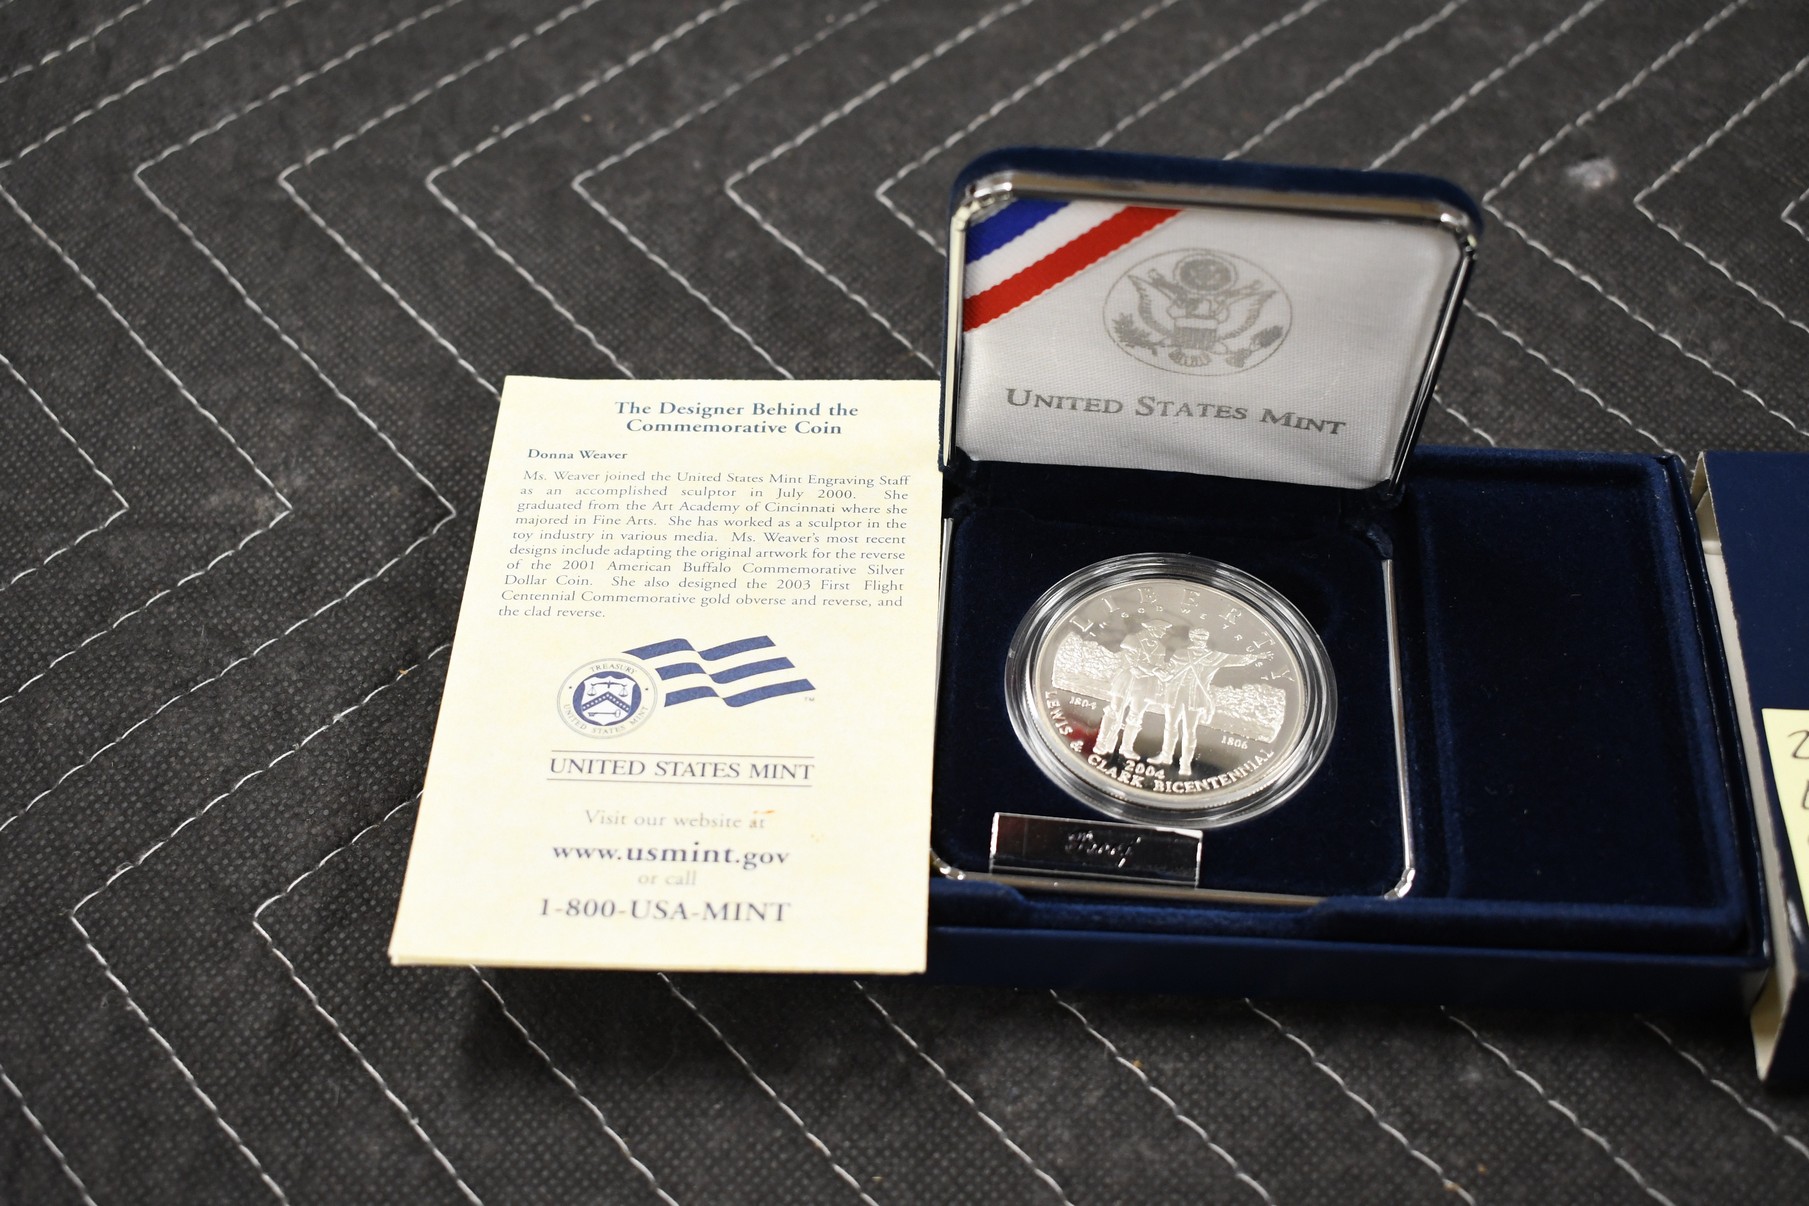 The Designer Behind the
Commemorative Coin
Donna Weaver
Ms. Weaver joined the United States Mint Engraving Staff
as an accomplished sculptor in July 2000. She
graduated from the Art Academy of Cincinnati where she
majored in Fine Arts. She has worked as a sculptor in the
toy industry in various media. Ms. Weaver's most recent
designs include adapting the original artwork for the reverse
of the 2001 American Buffalo Commemorative Silver
Dollar Coin. She also designed the 2003 First Flight
Centennial Commemorative gold obverse and reverse, and
the clad reverse.
TREASURY
UNITED STATES MINT
™
UNITED STATES MINT
Visit our website at
www.usmint.gov
or call
1-800-USA-MINT
UNITED STATES MINT
LIBERTY
IN GOD WE TRUST
1804
1806
2004
LEWIS & CLARK BICENTENNIAL
Proof